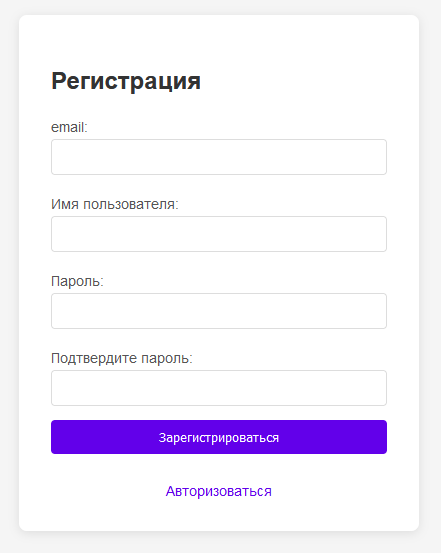 Регистрация
email:
Имя пользователя:
Пароль:
Подтвердите пароль:
Зарегистрироваться
Авторизоваться